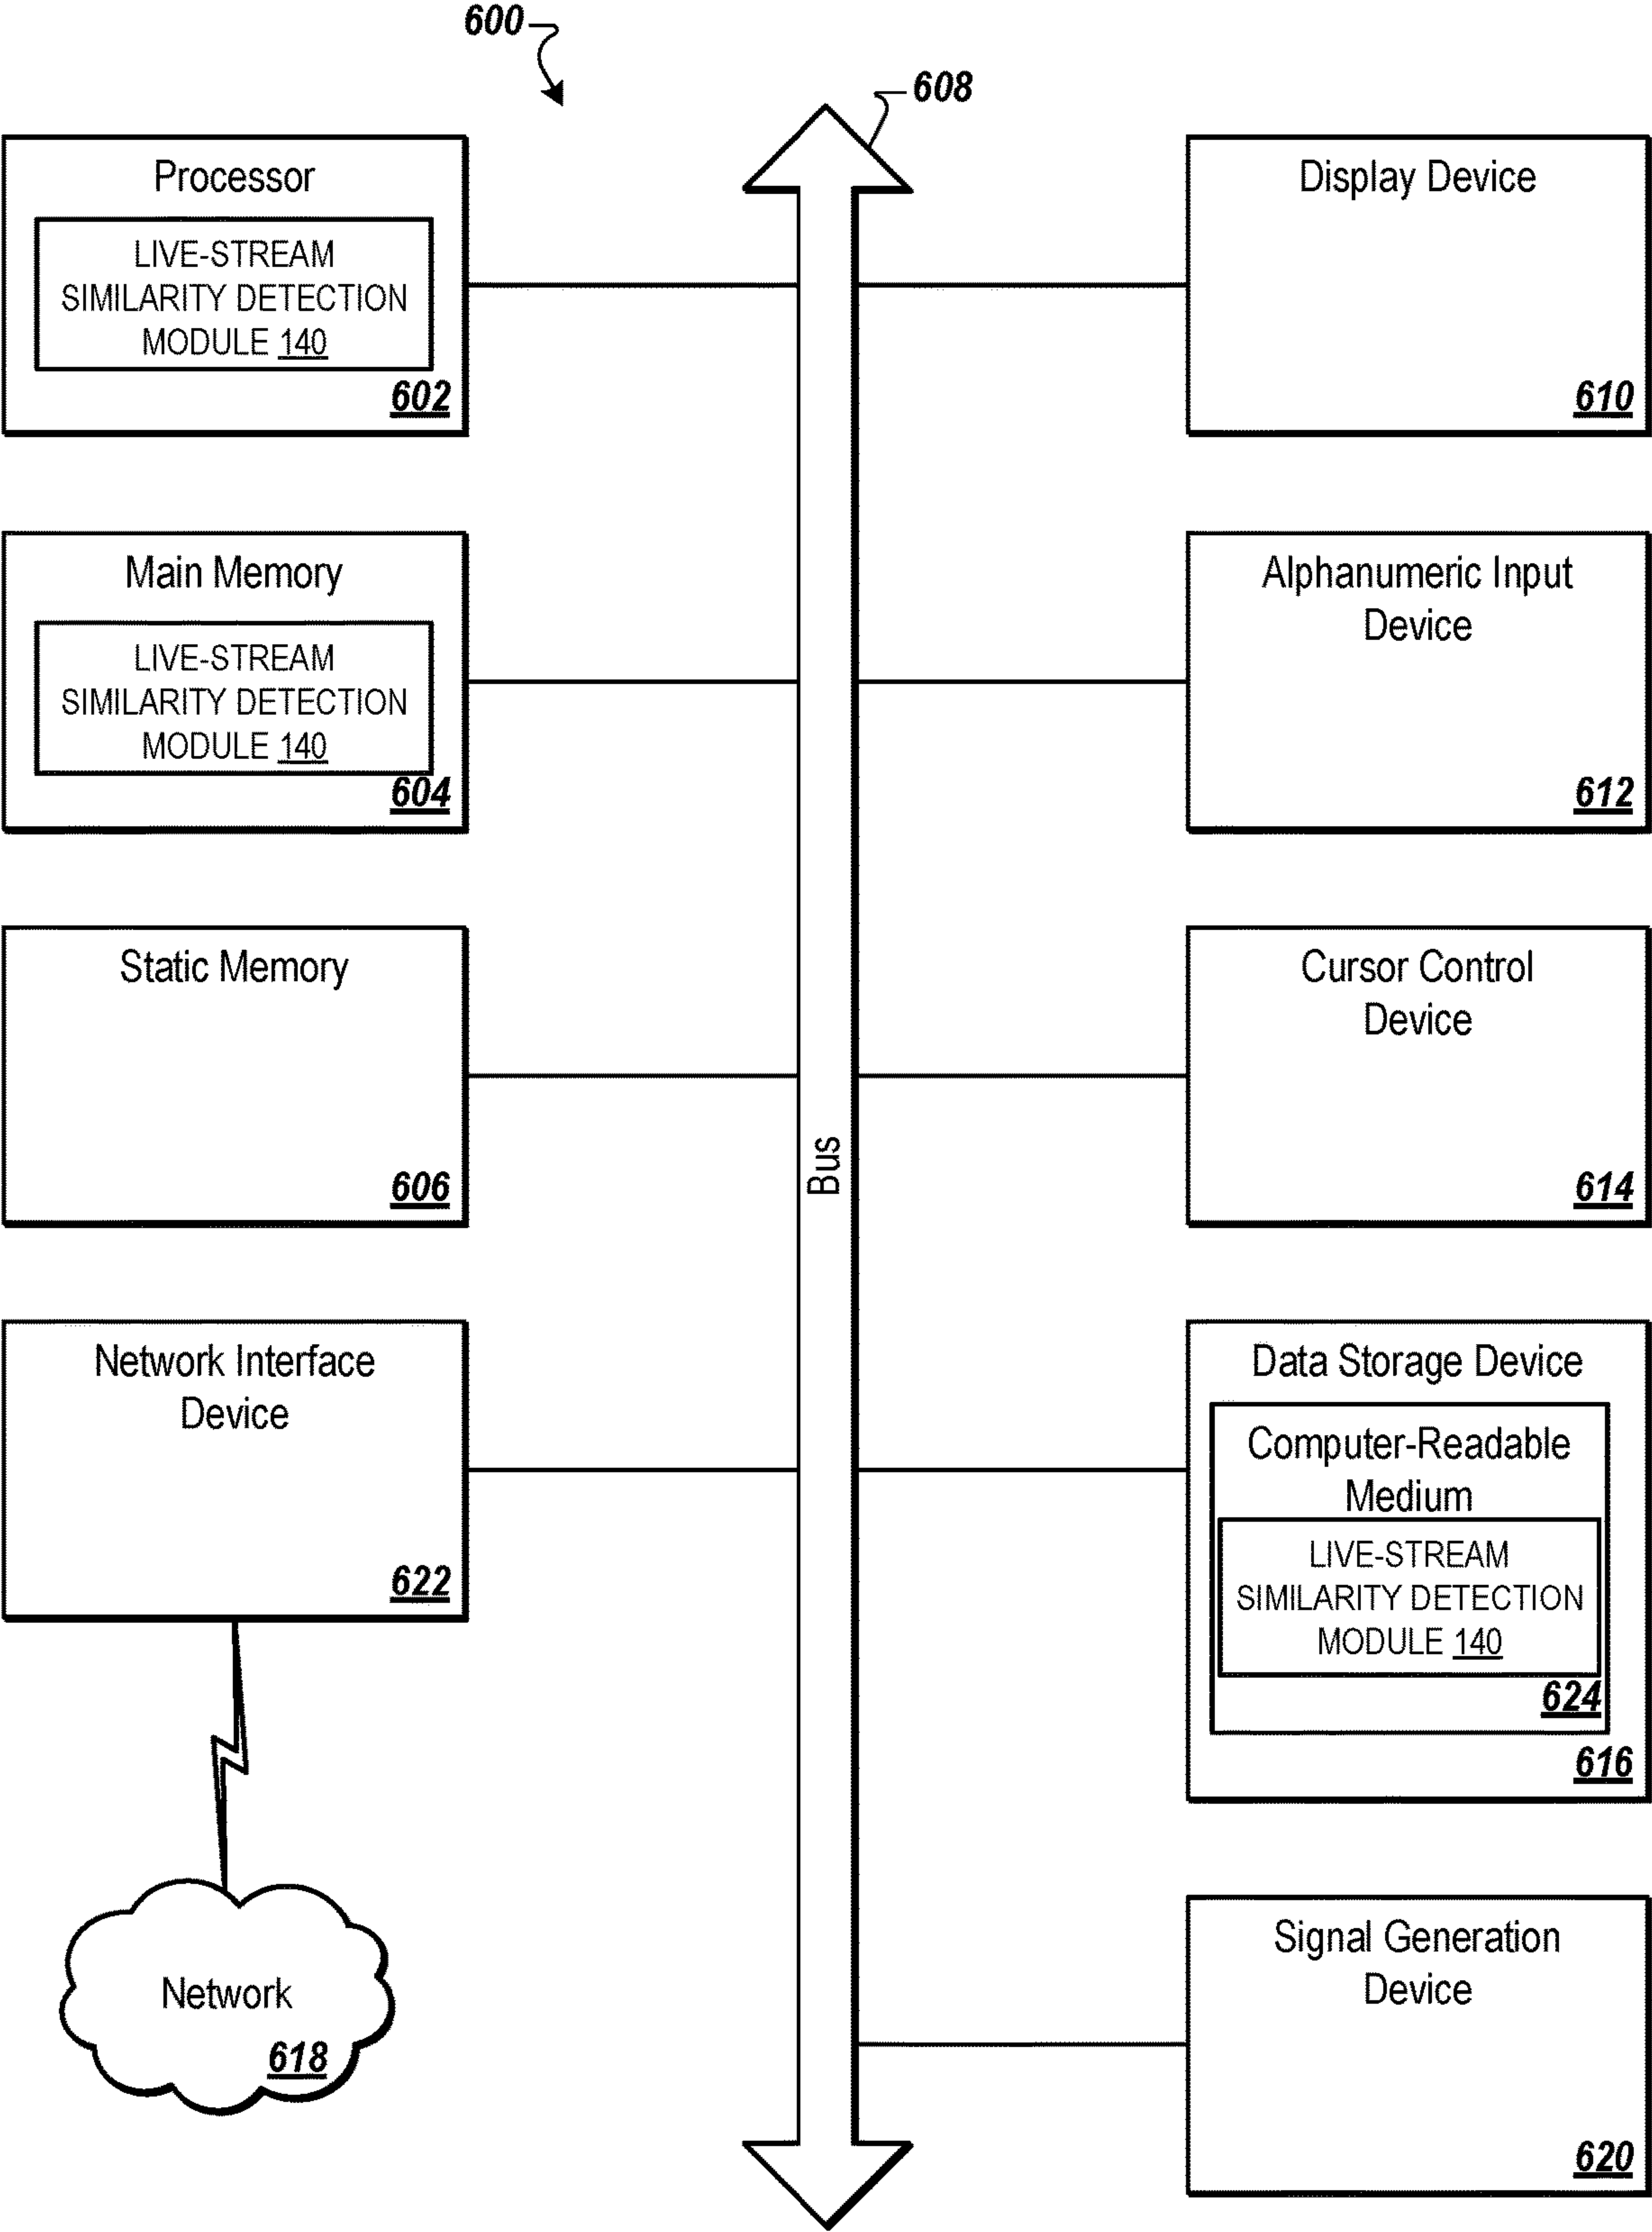 600
608
Processor
LIVE-STREAM
SIMILARITY DETECTION
MODULE 140
602
Display Device
610
Main Memory
LIVE-STREAM
SIMILARITY DETECTION
MODULE 140
604
Alphanumeric Input
Device
612
Static Memory
606
Cursor Control
Device
614
Bus
Network Interface
Device
622
Data Storage Device
Computer-Readable
Medium
LIVE-STREAM
SIMILARITY DETECTION
MODULE 140
624
616
Network
618
Signal Generation
Device
620